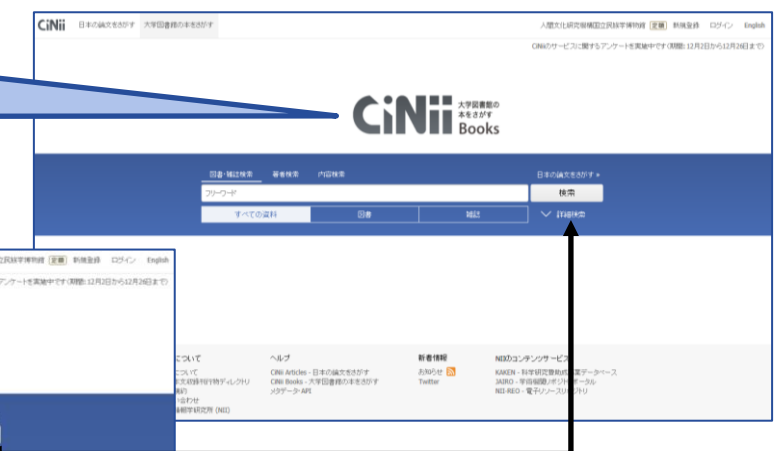 CiNii 日本の論文をさがす 大学図書館の本をさがす
人間文化研究機構国立民族学博物館 定額 新規登録 ログイン English
CiNiiのサービスに関するアンケートを実施中です(期間: 12月2日から12月26日まで)
CiNii 大学図書館の
本をさがす
Books
図書・雑誌検索 著者検索 内容検索 日本の論文をさがす
フリーワード 検索
すべての資料 図書 雑誌 詳細検索
立民族学博物館 定額 新規登録 ログイン English
アンケートを実施中です(期間: 12月2日から12月26日まで)
について ヘルプ 新着情報 NIIのコンテンツサービス
について CiNii Articles - 日本の論文をさがす お知らせ KAKEN - 科学研究費助成事業データベース
CiNii Books - 大学図書館の本をさがす Twitter
メタデータ・API NII-REO - 電子リソースリポジトリ
い合わせ
情報学研究所 (NII)